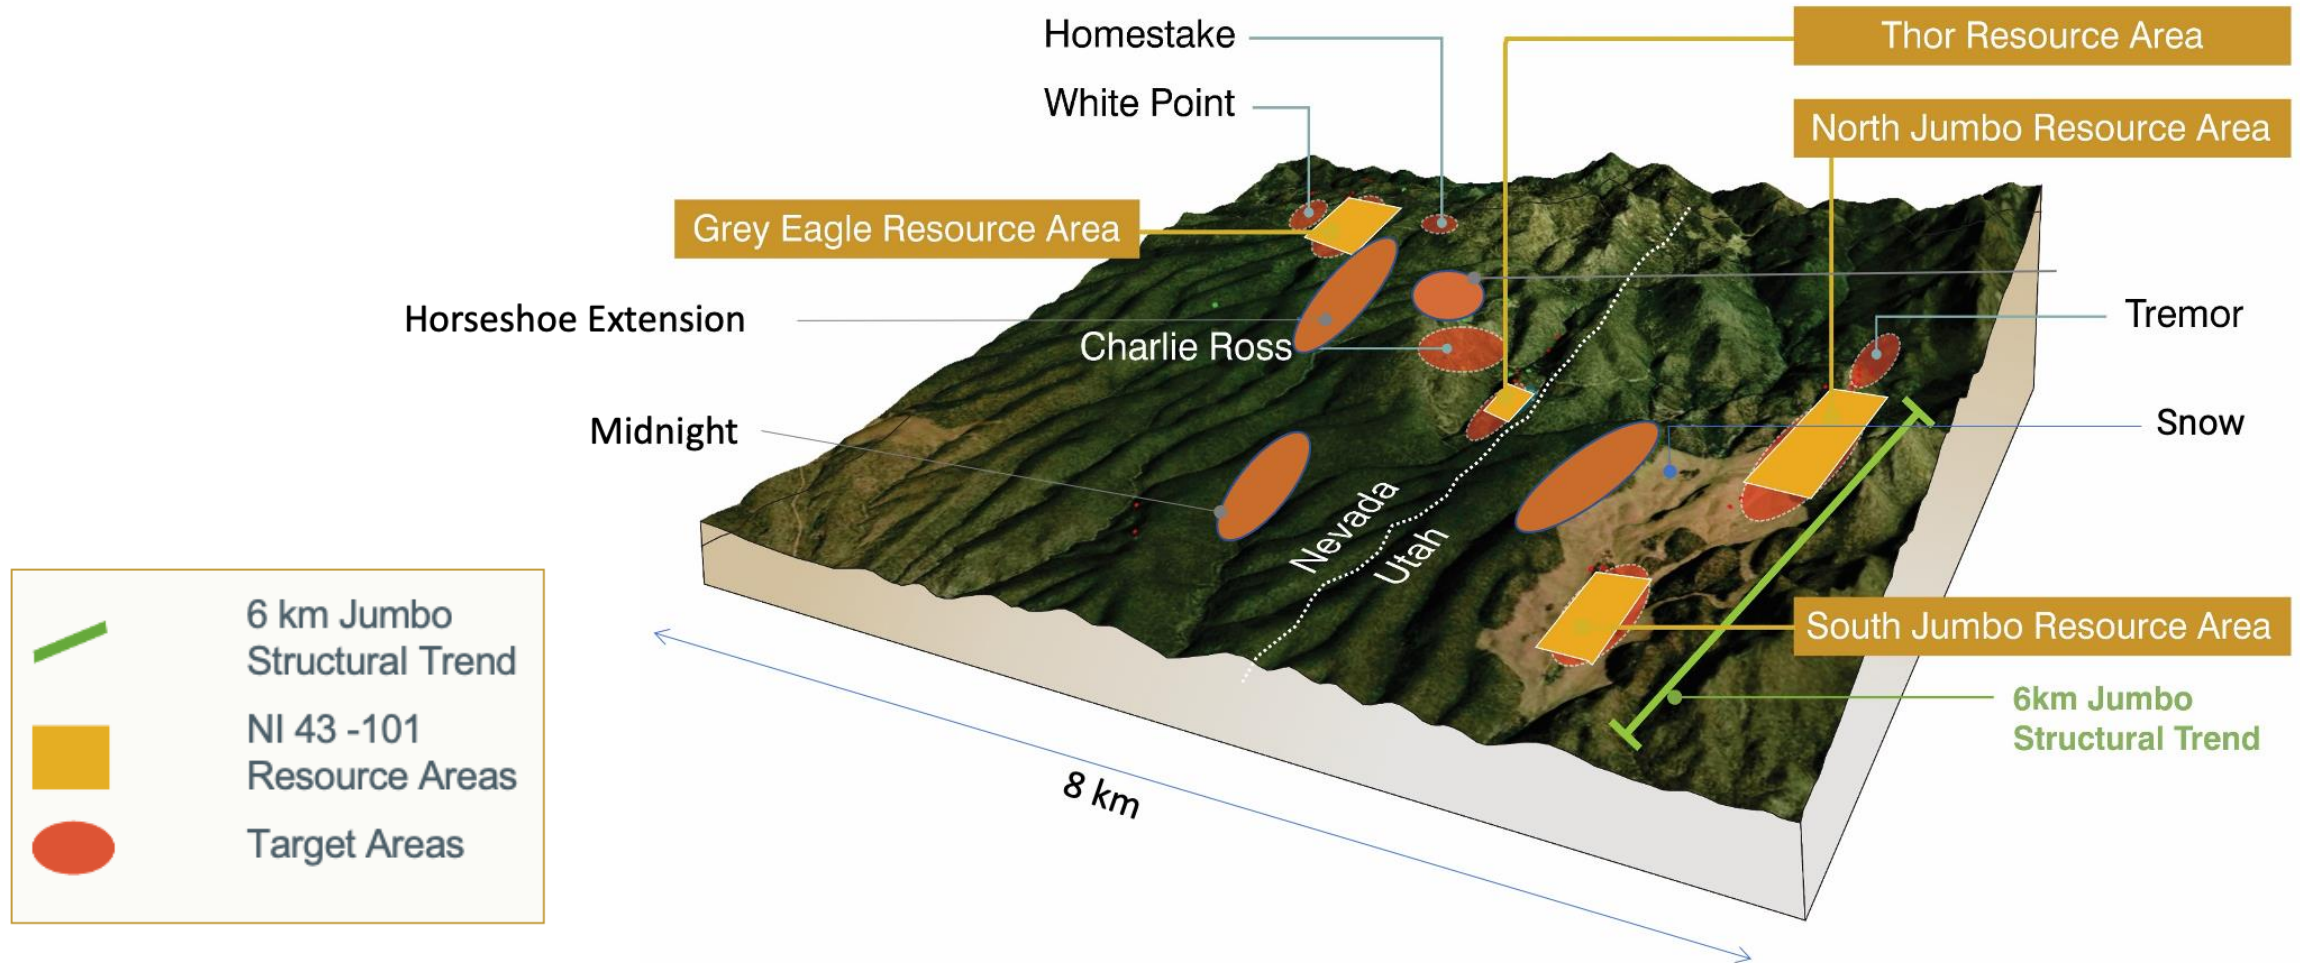 Homestake
Thor Resource Area
White Point
North Jumbo Resource Area
Grey Eagle Resource Area
Horseshoe Extension
Tremor
Charlie Ross
Midnight
Snow
Nevada
Utah
6 km Jumbo
Structural Trend
NI 43 -101
Resource Areas
Target Areas
South Jumbo Resource Area
6km Jumbo
Structural Trend
8 km